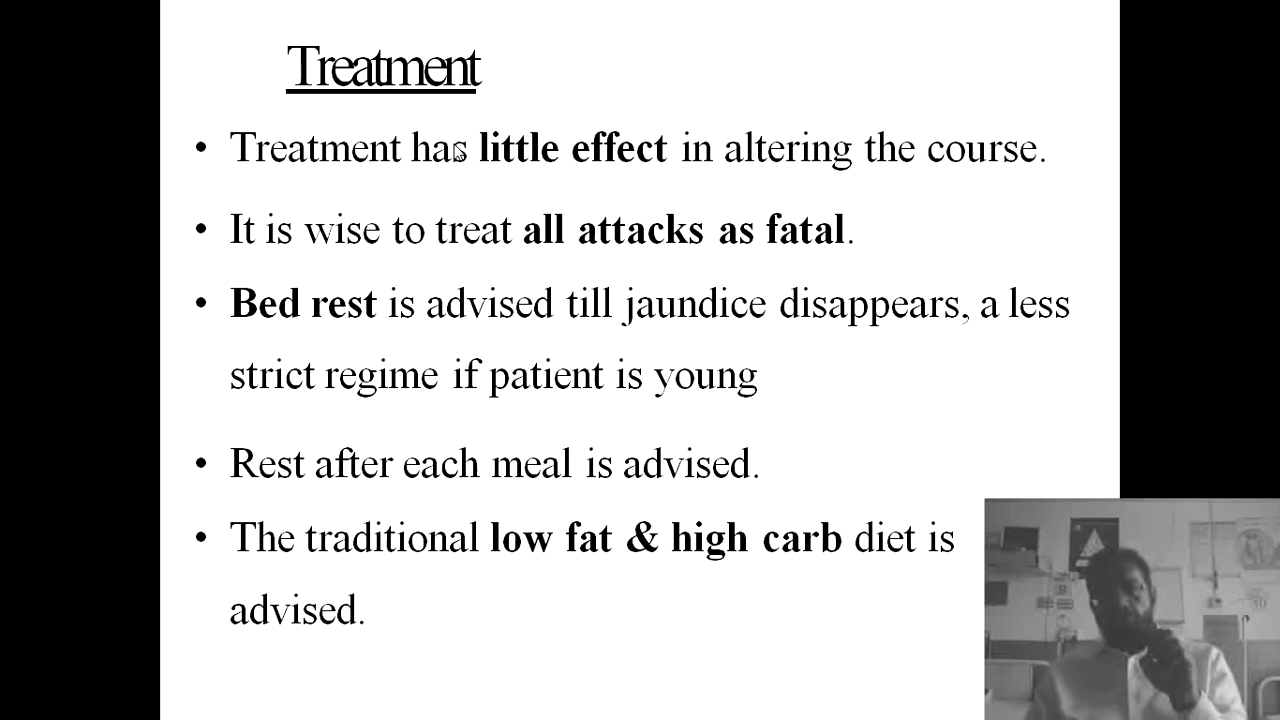 Treatment
• Treatment has little effect in altering the course.
• It is wise to treat all attacks as fatal.
• Bed rest is advised till jaundice disappears, a less
strict regime if patient is young
• Rest after each meal is advised.
• The traditional low fat & high carb diet is
advised.